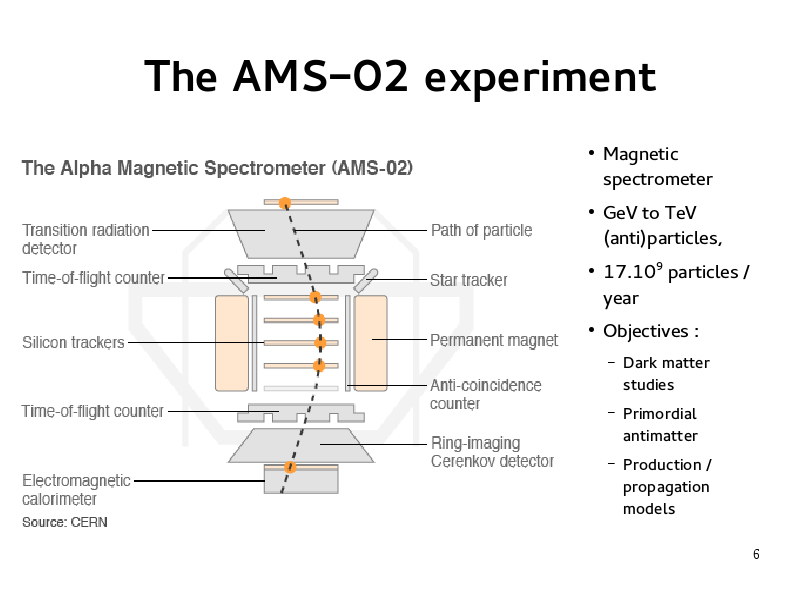 The AMS-02 experiment
The Alpha Magnetic Spectrometer (AMS-02)
Transition radiation
detector
Time-of-flight counter
Silicon trackers
Time-of-flight counter
Electromagnetic
calorimeter
Source: CERN
Path of particle
Star tracker
Permanent magnet
Anti-coincidence
counter
Ring-imaging
Cerenkov detector
• Magnetic
spectrometer
• GeV to TeV
(anti)particles,
• 17.10⁹ particles /
year
• Objectives :
– Dark matter
studies
– Primordial
antimatter
– Production /
propagation
models
6